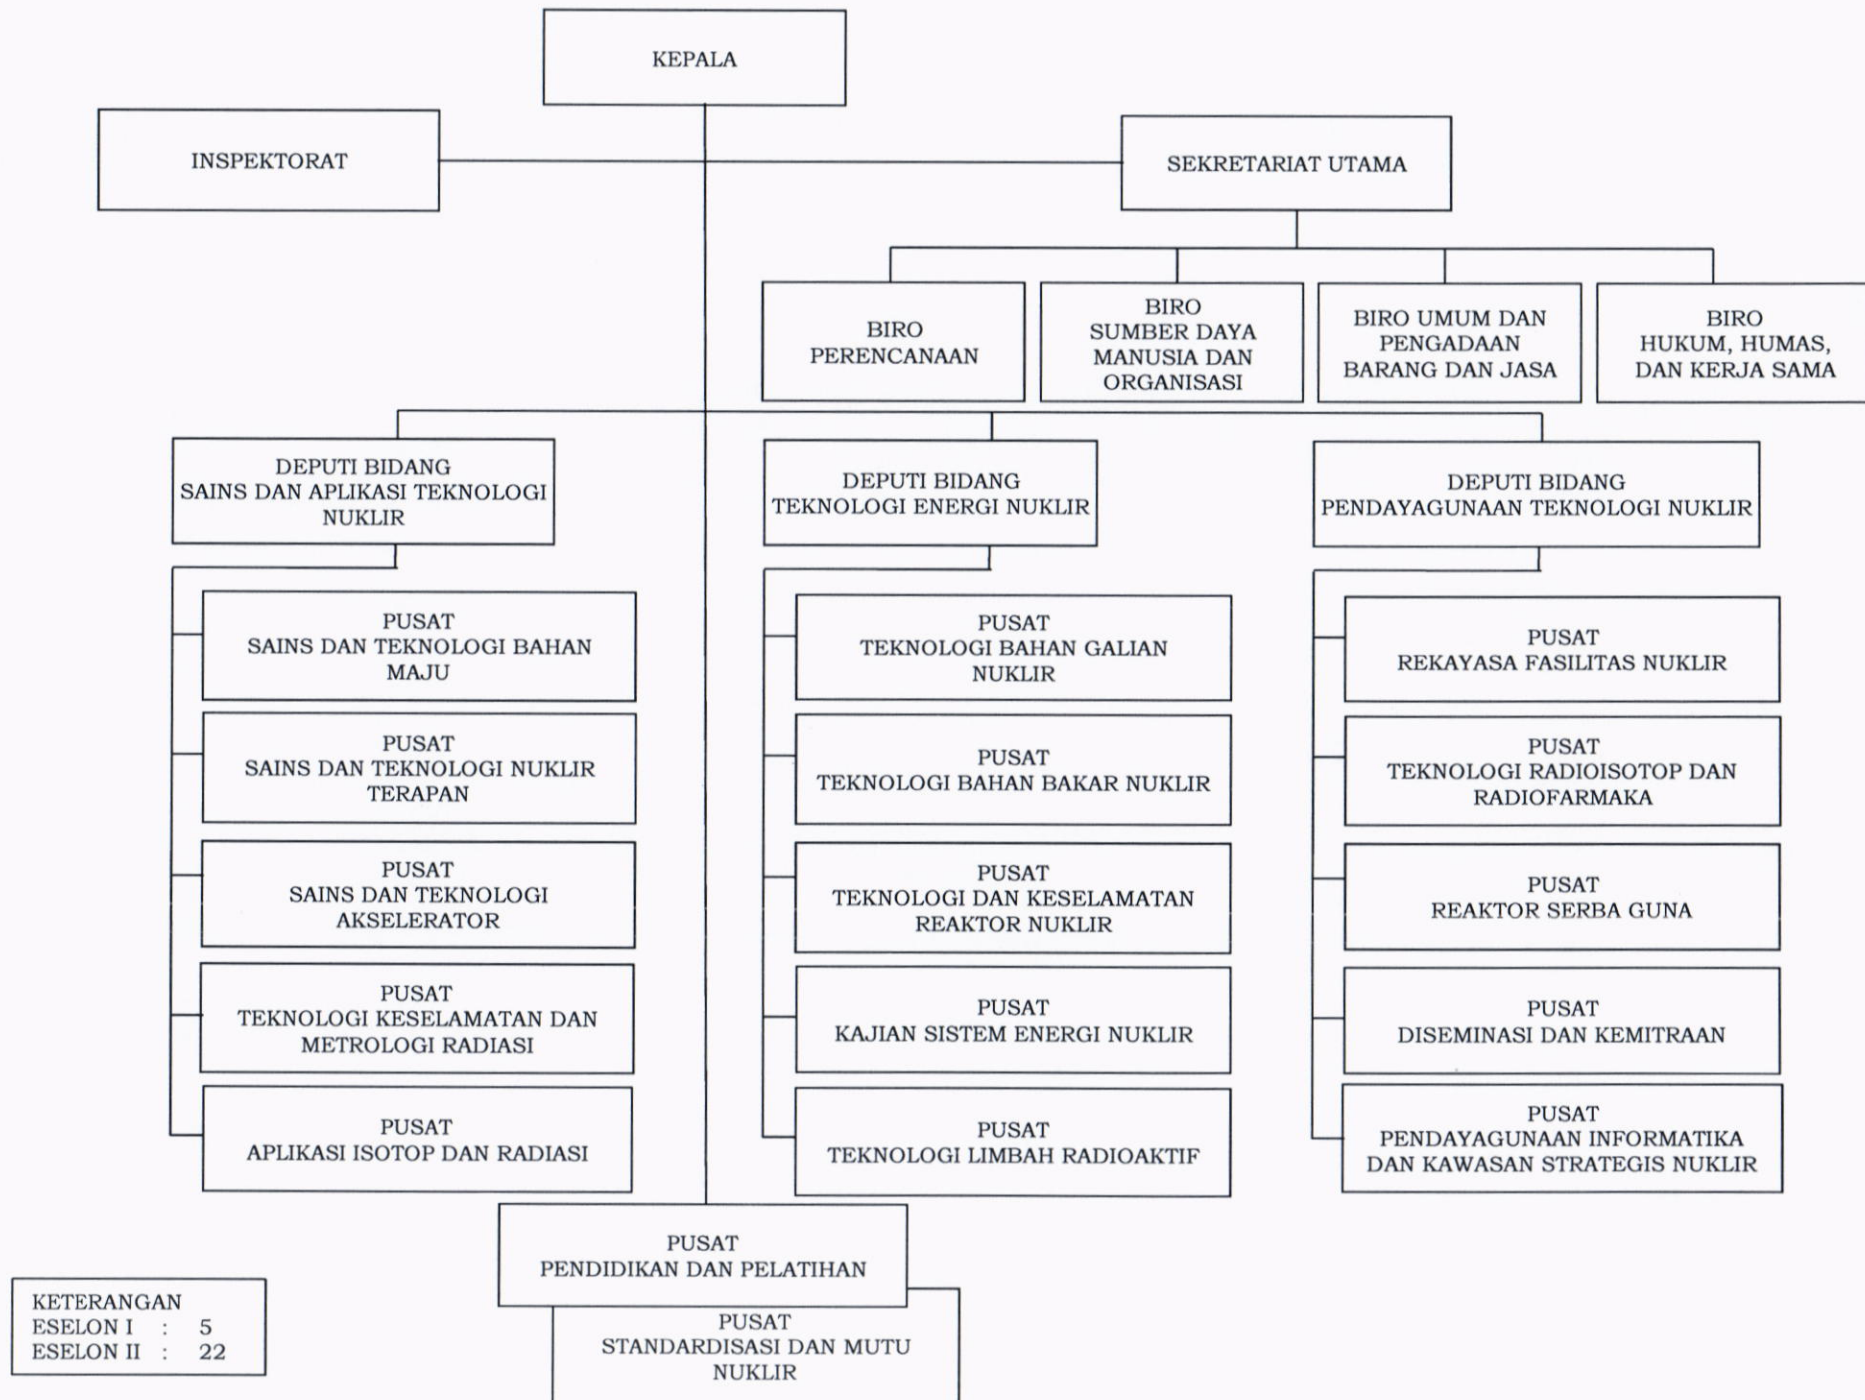 KEPALA
INSPEKTORAT
SEKRETARIAT UTAMA
BIRO
PERENCANAAN
BIRO
SUMBER DAYA
MANUSIA DAN
ORGANISASI
BIRO UMUM DAN
PENGADAAN
BARANG DAN JASA
BIRO
HUKUM, HUMAS,
DAN KERJA SAMA
DEPUTI BIDANG
SAINS DAN APLIKASI TEKNOLOGI
NUKLIR
PUSAT
SAINS DAN TEKNOLOGI BAHAN
MAJU
PUSAT
SAINS DAN TEKNOLOGI NUKLIR
TERAPAN
PUSAT
SAINS DAN TEKNOLOGI
AKSELERATOR
PUSAT
TEKNOLOGI KESELAMATAN DAN
METROLOGI RADIASI
PUSAT
APLIKASI ISOTOP DAN RADIASI
DEPUTI BIDANG
TEKNOLOGI ENERGI NUKLIR
PUSAT
TEKNOLOGI BAHAN GALIAN
NUKLIR
PUSAT
TEKNOLOGI BAHAN BAKAR NUKLIR
PUSAT
TEKNOLOGI DAN KESELAMATAN
REAKTOR NUKLIR
PUSAT
KAJIAN SISTEM ENERGI NUKLIR
PUSAT
TEKNOLOGI LIMBAH RADIOAKTIF
DEPUTI BIDANG
PENDAYAGUNAAN TEKNOLOGI NUKLIR
PUSAT
REKAYASA FASILITAS NUKLIR
PUSAT
TEKNOLOGI RADIOISOTOP DAN
RADIOFARMAKA
PUSAT
REAKTOR SERBA GUNA
PUSAT
DISEMINASI DAN KEMITRAAN
PUSAT
PENDAYAGUNAAN INFORMATIKA
DAN KAWASAN STRATEGIS NUKLIR
PUSAT
PENDIDIKAN DAN PELATIHAN
PUSAT
STANDARDISASI DAN MUTU
NUKLIR
KETERANGAN
ESELON I : 5
ESELON II : 22